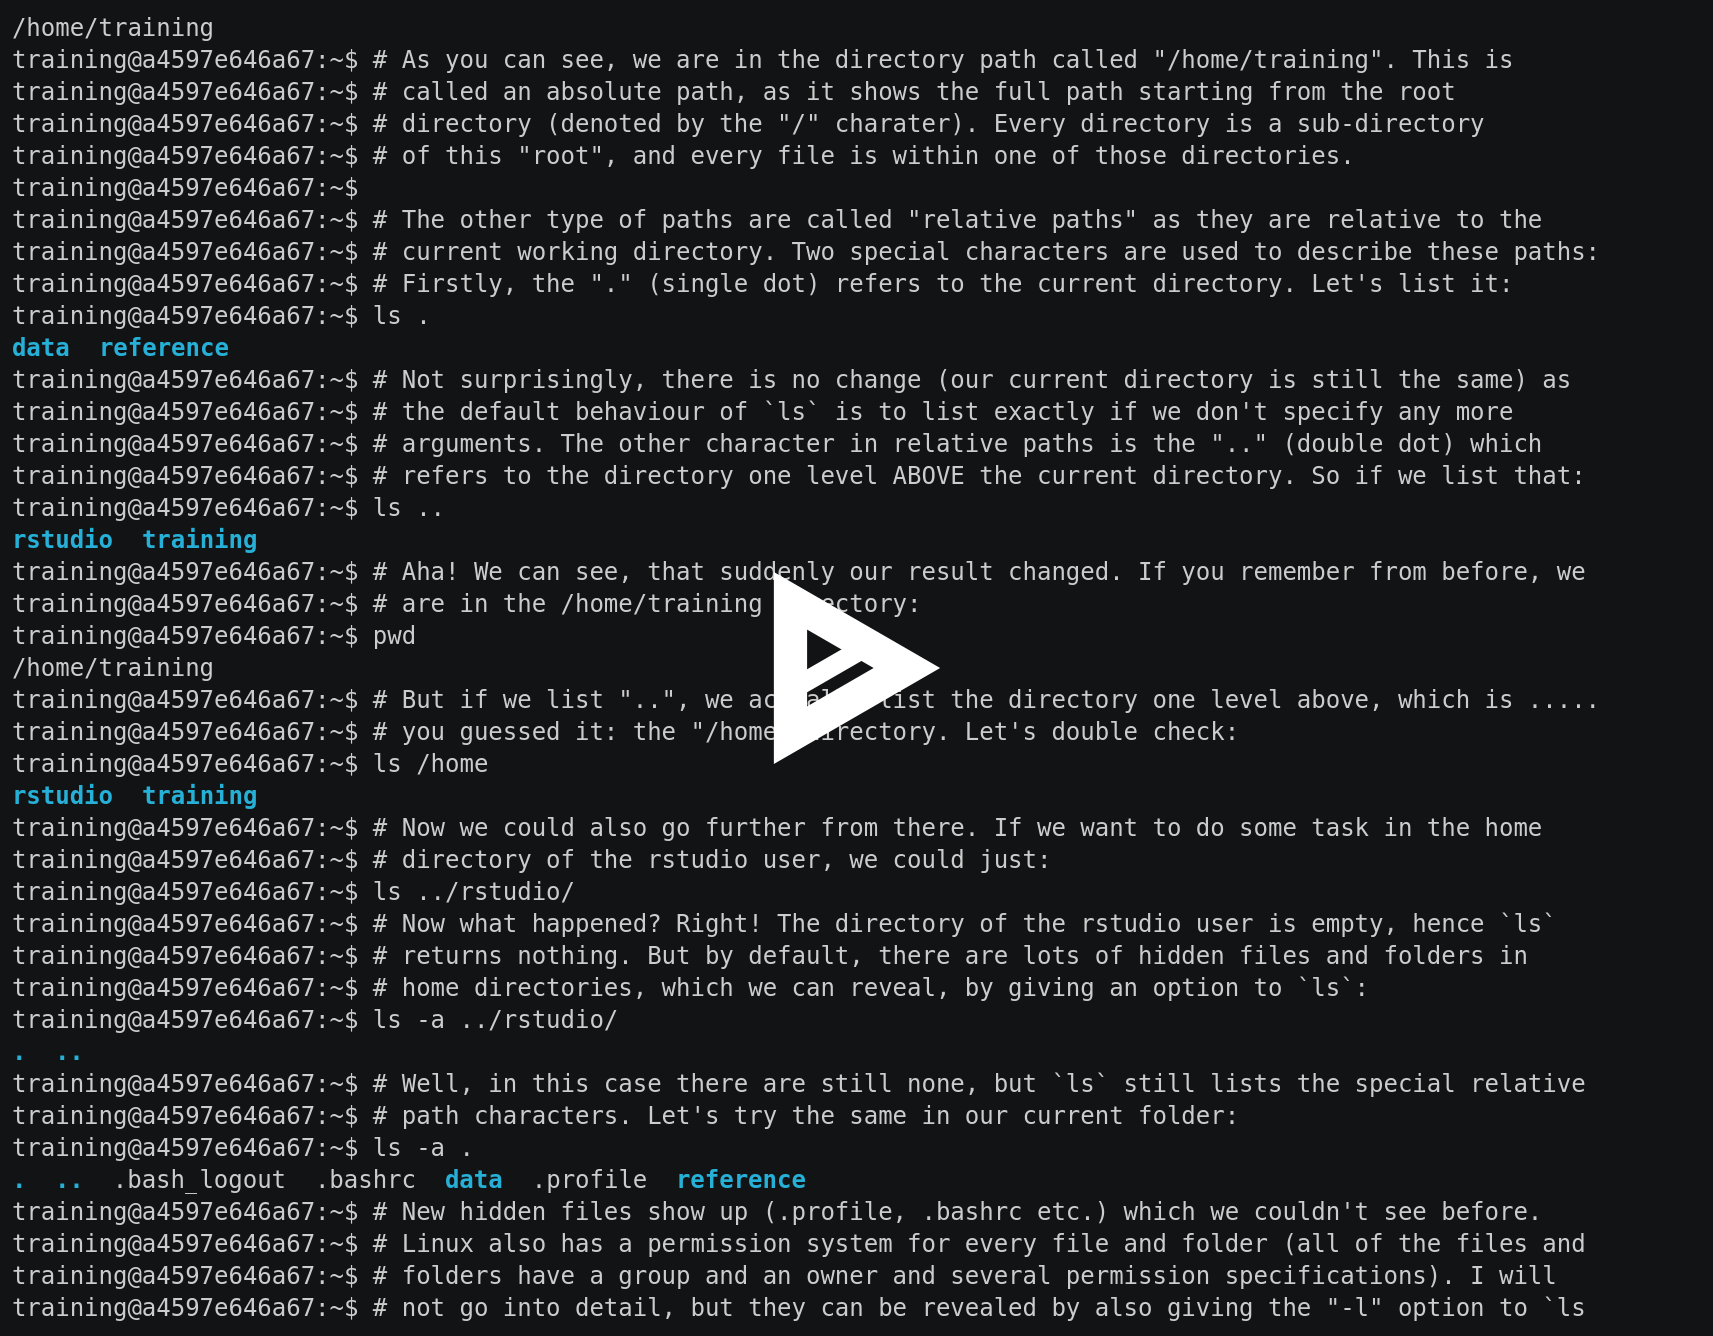 /home/training
training@a4597e646a67:~$ # As you can see, we are in the directory path called "/home/training". This is
training@a4597e646a67:~$ # called an absolute path, as it shows the full path starting from the root
training@a4597e646a67:~$ # directory (denoted by the "/" charater). Every directory is a sub-directory
training@a4597e646a67:~$ # of this "root", and every file is within one of those directories.
training@a4597e646a67:~$
training@a4597e646a67:~$ # The other type of paths are called "relative paths" as they are relative to the
training@a4597e646a67:~$ # current working directory. Two special characters are used to describe these paths:
training@a4597e646a67:~$ # Firstly, the "." (single dot) refers to the current directory. Let's list it:
training@a4597e646a67:~$ ls .
data  reference
training@a4597e646a67:~$ # Not surprisingly, there is no change (our current directory is still the same) as
training@a4597e646a67:~$ # the default behaviour of `ls` is to list exactly if we don't specify any more
training@a4597e646a67:~$ # arguments. The other character in relative paths is the ".." (double dot) which
training@a4597e646a67:~$ # refers to the directory one level ABOVE the current directory. So if we list that:
training@a4597e646a67:~$ ls ..
rstudio  training
training@a4597e646a67:~$ # Aha! We can see, that suddenly our result changed. If you remember from before, we
training@a4597e646a67:~$ # are in the /home/training
training@a4597e646a67:~$ pwd
/home/training
training@a4597e646a67:~$ # But if we list "..", we list the directory one level above, which is .....
training@a4597e646a67:~$ # you guessed it: the "/home directory. Let's double check:
training@a4597e646a67:~$ ls /home
rstudio  training
training@a4597e646a67:~$ # Now we could also go further from there. If we want to do some task in the home
training@a4597e646a67:~$ # directory of the rstudio user, we could just:
training@a4597e646a67:~$ ls ../rstudio/
training@a4597e646a67:~$ # Now what happened? Right! The directory of the rstudio user is empty, hence `ls`
training@a4597e646a67:~$ # returns nothing. But by default, there are lots of hidden files and folders in
training@a4597e646a67:~$ # home directories, which we can reveal, by giving an option to `ls`:
training@a4597e646a67:~$ ls -a ../rstudio/
.  ..
training@a4597e646a67:~$ # Well, in this case there are still none, but `ls` still lists the special relative
training@a4597e646a67:~$ # path characters. Let's try the same in our current folder:
training@a4597e646a67:~$ ls -a .
.  ..  .bash_logout  .bashrc  data  .profile  reference
training@a4597e646a67:~$ # New hidden files show up (.profile, .bashrc etc.) which we couldn't see before.
training@a4597e646a67:~$ # Linux also has a permission system for every file and folder (all of the files and
training@a4597e646a67:~$ # folders have a group and an owner and several permission specifications). I will
training@a4597e646a67:~$ # not go into detail, but they can be revealed by also giving the "-l" option to `ls